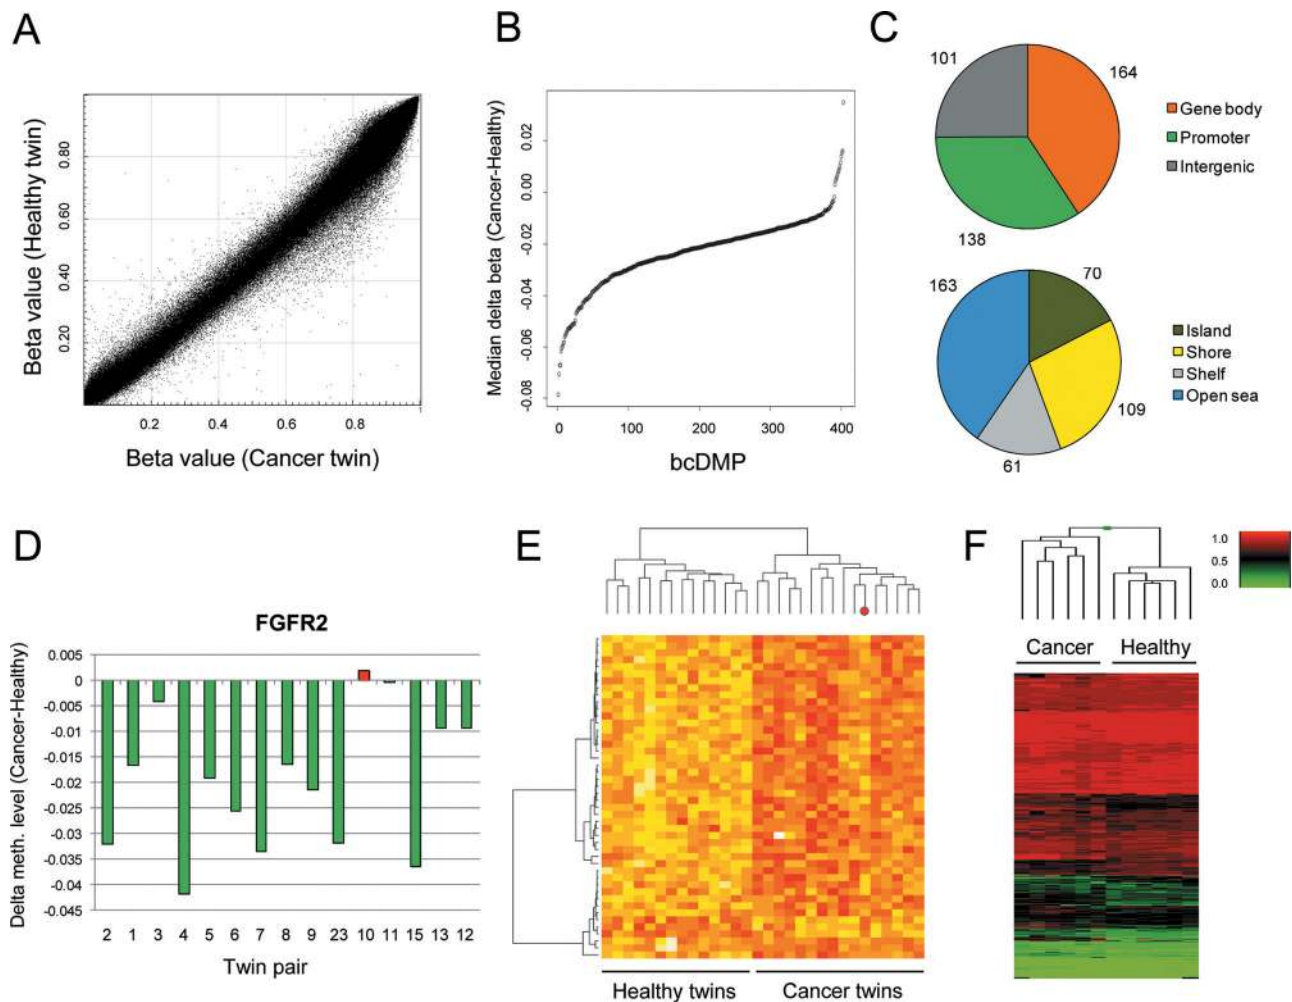 A
Beta value (Healthy twin)
0.80
0.60
0.40
0.20
0.2
0.4
0.6
0.8
Beta value (Cancer twin)
B
Median delta beta (Cancer-Healthy)
0.02
0.00
-0.02
-0.04
-0.06
-0.08
0
100
200
300
400
bcDMP
C
101
164
138
Gene body
Promoter
Intergenic
163
70
109
61
Island
Shore
Shelf
Open sea
D
FGFR2
Delta meth. level (Cancer-Healthy)
0.005
0
-0.005
-0.01
-0.015
-0.02
-0.025
-0.03
-0.035
-0.04
-0.045
2 1 3 4 5 6 7 8 9 23 10 11 15 13 12
Twin pair
E
Healthy twins
Cancer twins
F
1.0
0.5
0.0
Cancer
Healthy